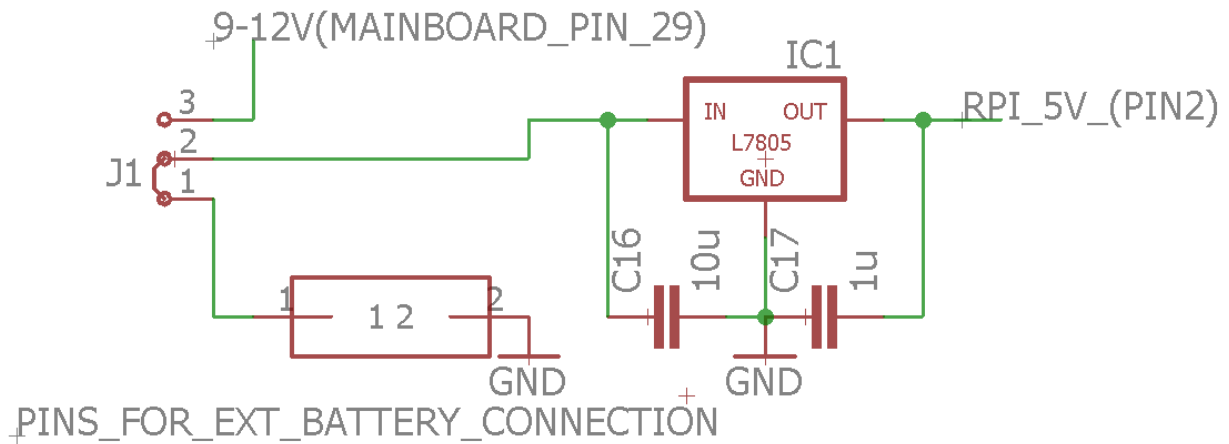 9-12V(MAINBOARD_PIN_29)
IC1
3
IN OUT
RPI_5V_(PIN2)
2
L7805
J1
1
GND
C16
10u
C17
1u
1
1 2
2
GND
GND
PINS_FOR_EXT_BATTERY_CONNECTION